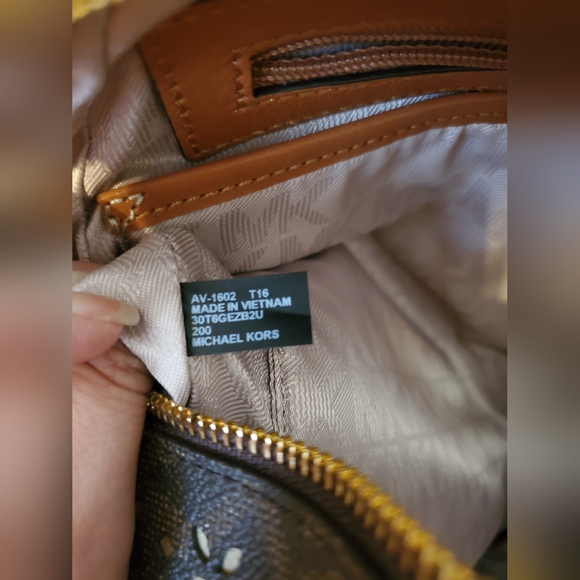 AV-1602 T16
MADE IN VIETNAM
30T6GEZB2U
200
MICHAEL KORS